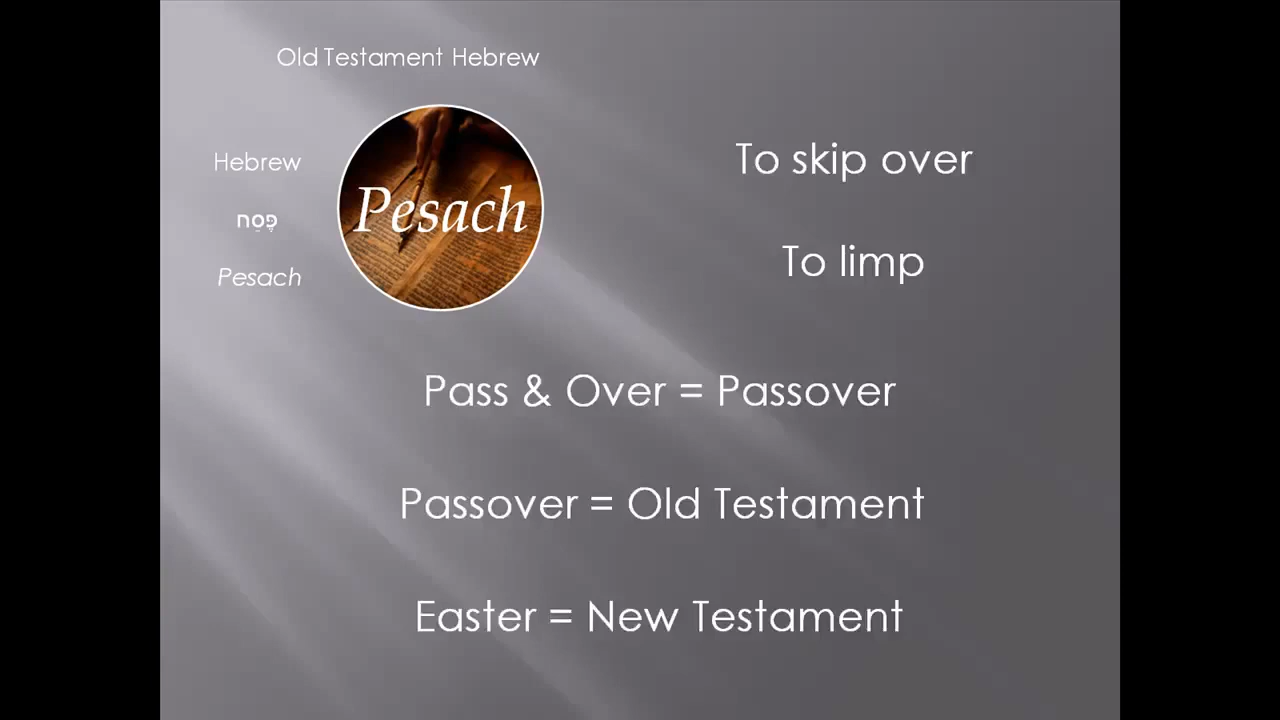 Old Testament Hebrew
Hebrew
פֶּסֵח
Pesach
Pesach
To skip over
To limp
Pass & Over = Passover
Passover = Old Testament
Easter = New Testament